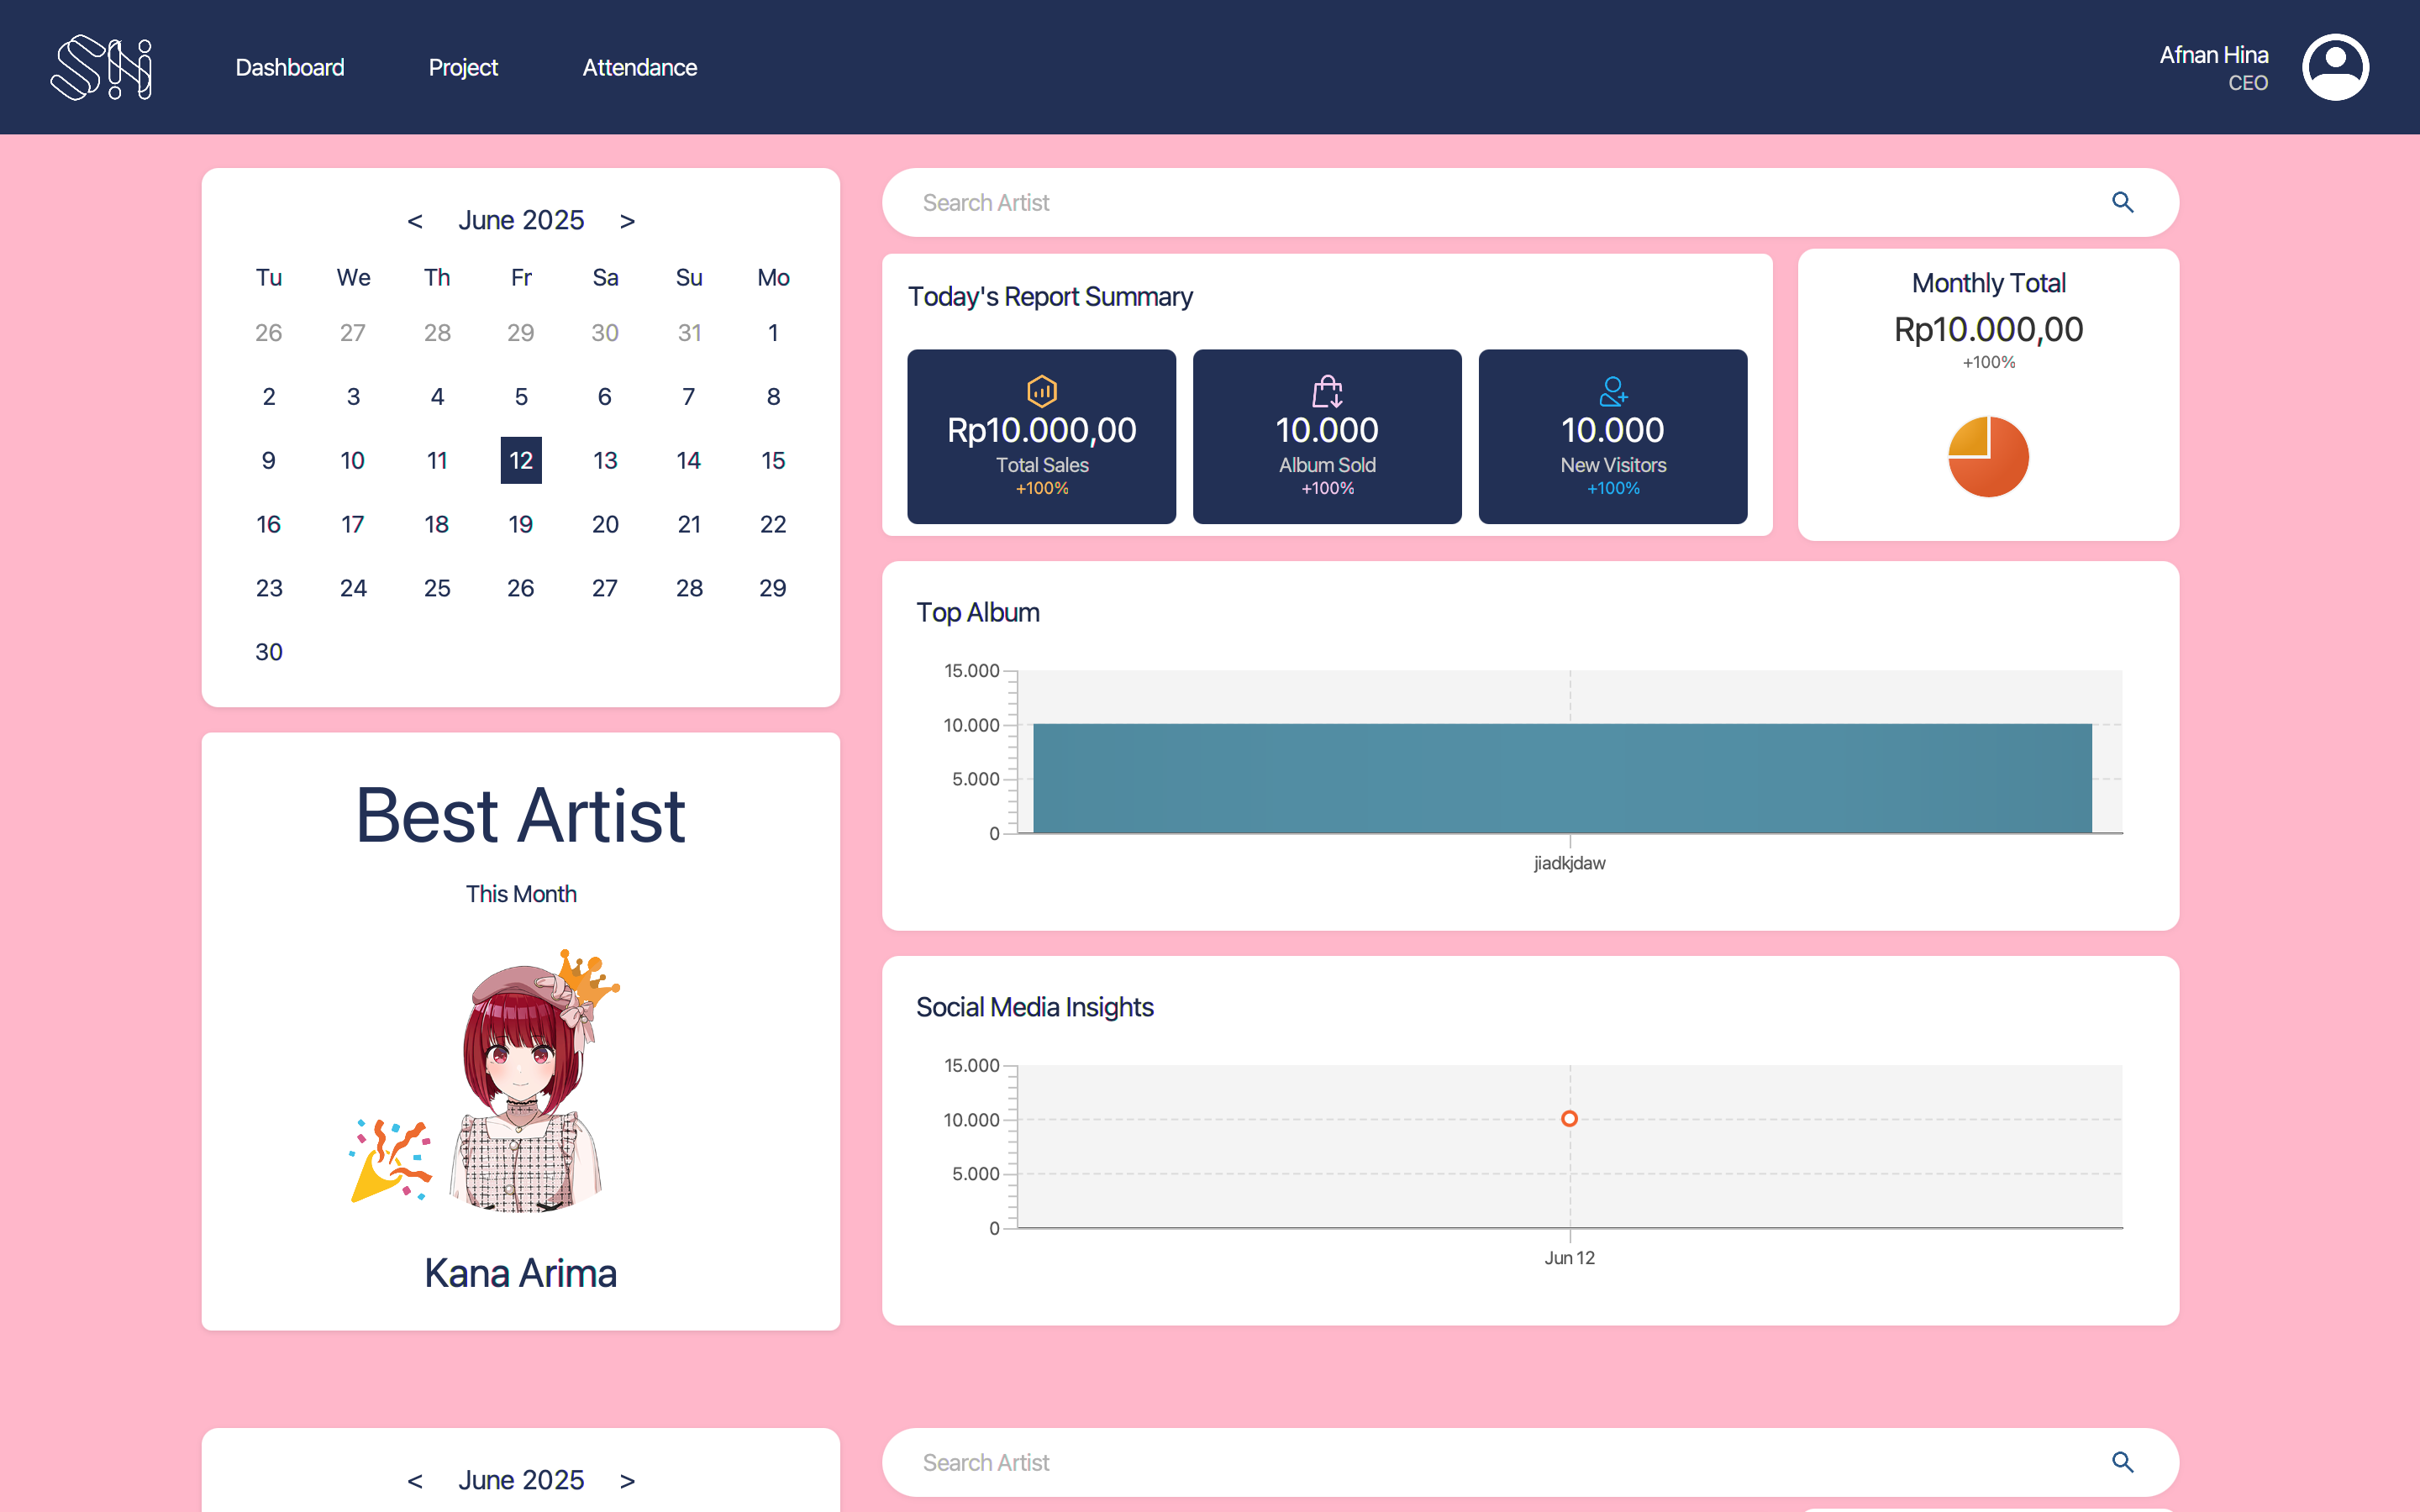 SN
Dashboard Project Attendance
Afnan Hina
CEO
< June 2025 >
Tu We Th Fr Sa Su Mo
26 27 28 29 30 31 1
2 3 4 5 6 7 8
9 10 11 12 13 14 15
16 17 18 19 20 21 22
23 24 25 26 27 28 29
30
Best Artist
This Month
Kana Arima
Search Artist
Today's Report Summary
Rp10.000,00
Total Sales
+100%
10.000
Album Sold
+100%
10.000
New Visitors
+100%
Monthly Total
Rp10.000,00
+100%
Top Album
15.000
10.000
5.000
0
jiadkjdaw
Social Media Insights
15.000
10.000
5.000
0
Jun 12
< June 2025 >
Search Artist